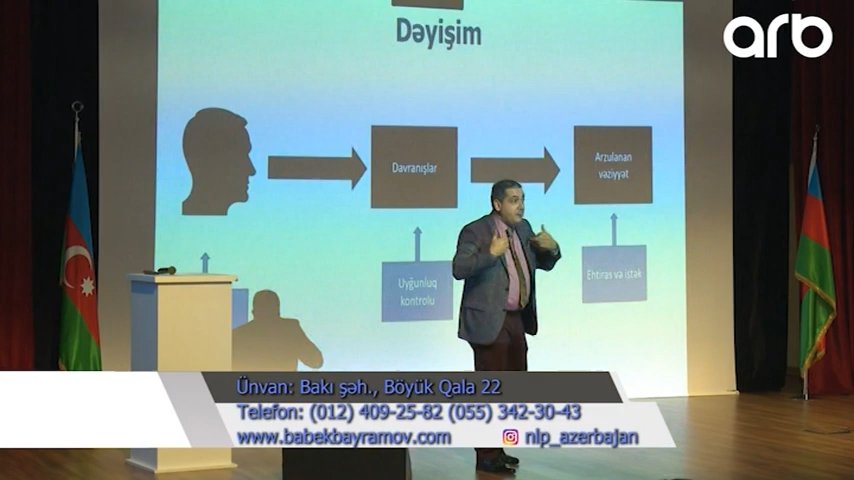 arb
Dəyişim
Davranışlar
Arzulanan
vəziyyət
Uyğunluq
kontrolu
Ehtiras və istək
Ünvan: Bakı şəh., Böyük Qala 22
Telefon: (012) 409-25-82 (055) 342-30-43
www.babekbayramov.com nlp_azerbajan